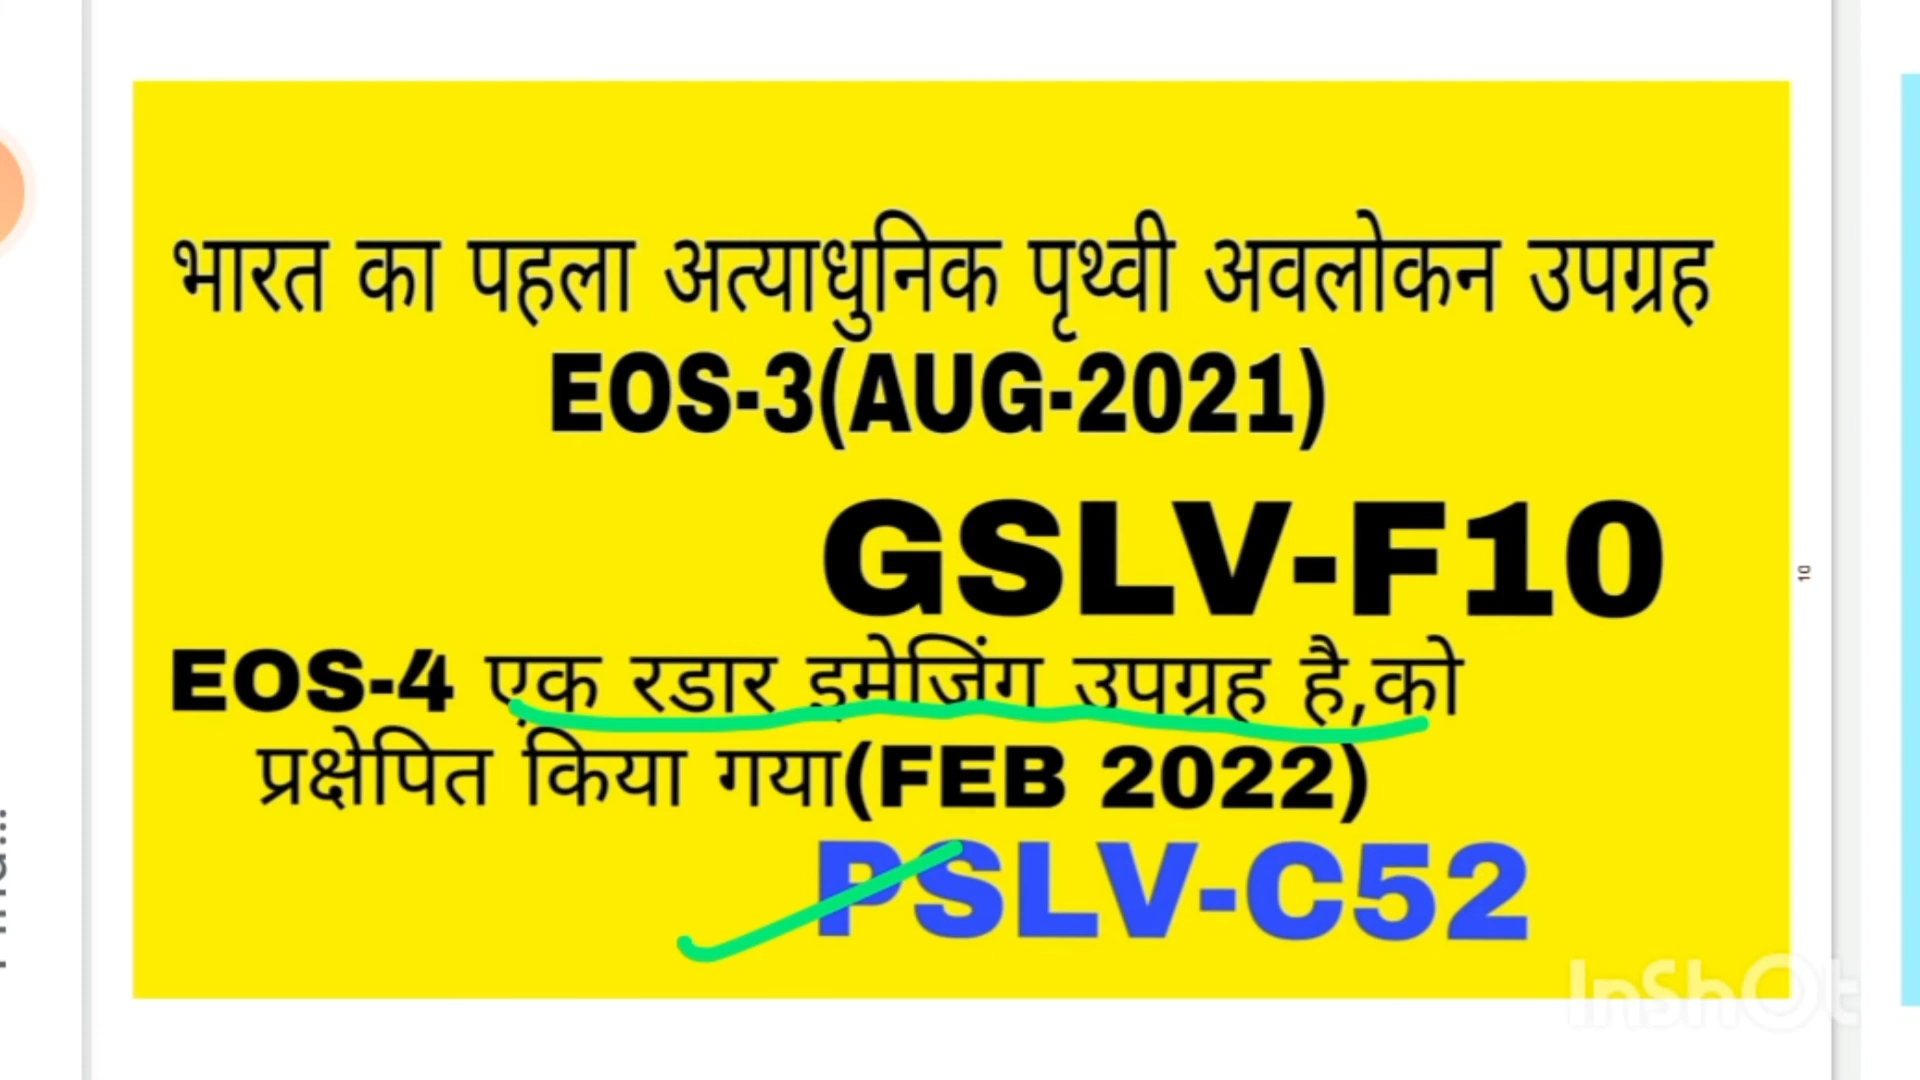 भारत का पहला अत्याधुनिक पृथ्वी अवलोकन उपग्रह
EOS-3(AUG-2021)
GSLV-F10
EOS-4 एक रडार इमेजिंग उपग्रह है,को
प्रक्षेपित किया गया(FEB 2022)
PSLV-C52
10
InShOt